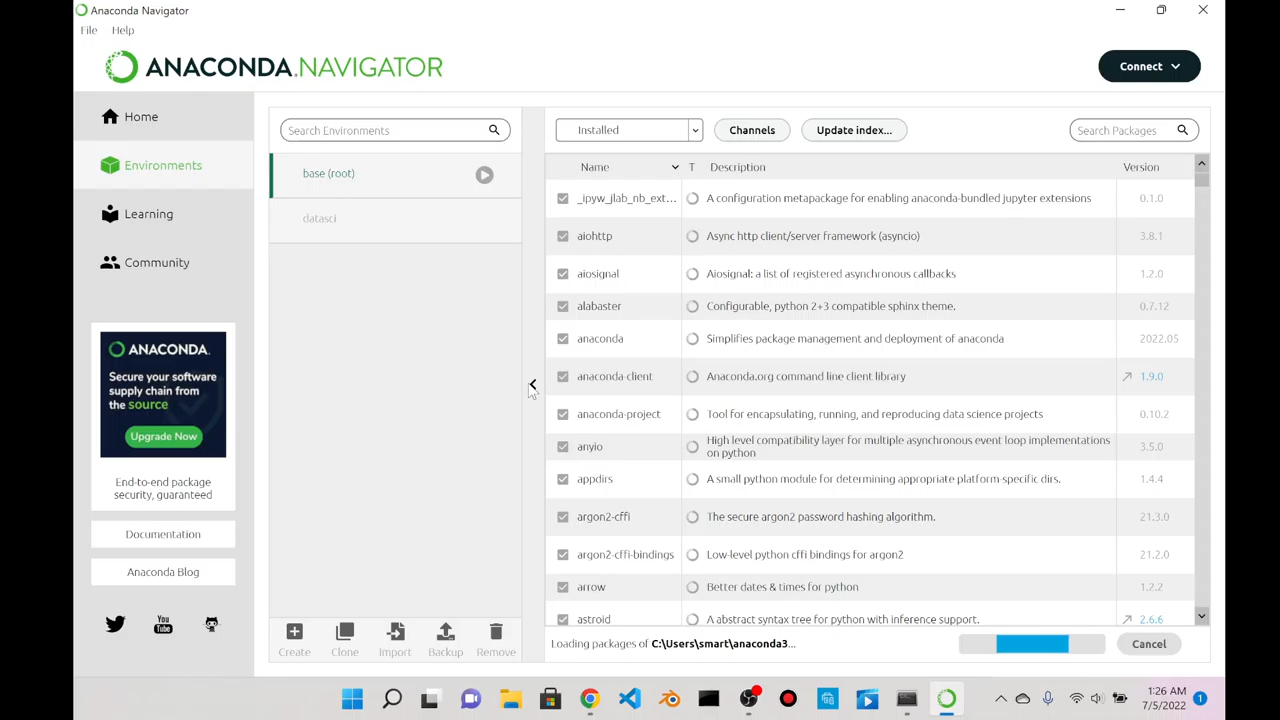 Anaconda Navigator
File Help
ANACONDA.NAVIGATOR
Connect
Home
Environments
Learning
Community
ANACONDA.
Secure your software
supply chain from
the source
Upgrade Now
End-to-end package
security, guaranteed
Documentation
Anaconda Blog
You
Tube
Search Environments
base (root)
datasci
Create Clone Import Backup Remove
Installed Channels Update index... Search Packages
Name T Description Version
_ipyw_jlab_nb_ext... A configuration metapackage for enabling anaconda-bundled jupyter extensions 0.1.0
aiohttp Async http client/server framework (asyncio) 3.8.1
aiosignal Aiosignal: a list of registered asynchronous callbacks 1.2.0
alabaster Configurable, python 2+3 compatible sphinx theme. 0.7.12
anaconda Simplifies package management and deployment of anaconda 2022.05
anaconda-client Anaconda.org command line client library 1.9.0
anaconda-project Tool for encapsulating, running, and reproducing data science projects 0.10.2
anyio High level compatibility layer for multiple asynchronous event loop implementations
on python 3.5.0
appdirs A small python module for determining appropriate platform-specific dirs. 1.4.4
argon2-cffi The secure argon2 password hashing algorithm. 21.3.0
argon2-cffi-bindings Low-level python cffi bindings for argon2 21.2.0
arrow Better dates & times for python 1.2.2
astroid A abstract syntax tree for python with inference support. 2.6.6
Loading packages of C:\Users\smart\anaconda3... Cancel
1:26 AM
7/5/2022
1